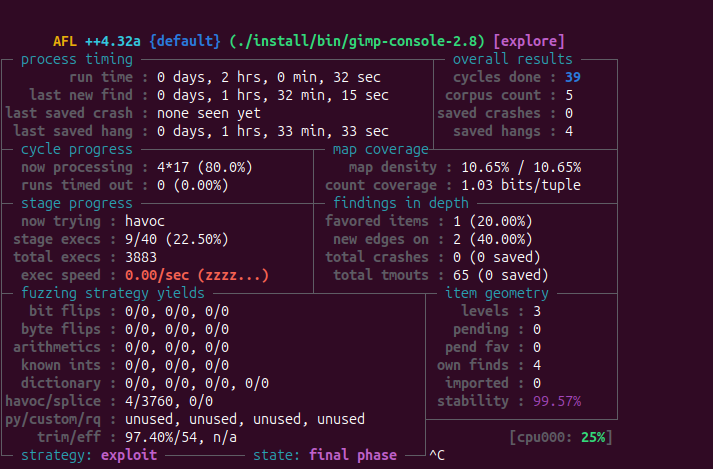 AFL ++4.32a {default} (./install/bin/gimp-console-2.8) [explore]
process timing overall results
run time : 0 days, 2 hrs, 0 min, 32 sec cycles done : 39
last new find : 0 days, 1 hrs, 32 min, 15 sec corpus count : 5
last saved crash : none seen yet saved crashes : 0
last saved hang : 0 days, 1 hrs, 33 min, 33 sec saved hangs : 4
cycle progress map coverage
now processing : 4*17 (80.0%) map density : 10.65% / 10.65%
runs timed out : 0 (0.00%) count coverage : 1.03 bits/tuple
stage progress findings in depth
now trying : havoc favored items : 1 (20.00%)
stage execs : 9/40 (22.50%) new edges on : 2 (40.00%)
total execs : 3883 total crashes : 0 (0 saved)
exec speed : 0.00/sec (zzzz...) total tmouts : 65 (0 saved)
fuzzing strategy yields item geometry
bit flips : 0/0, 0/0, 0/0 levels : 3
byte flips : 0/0, 0/0, 0/0 pending : 0
arithmetics : 0/0, 0/0, 0/0 pend fav : 0
known ints : 0/0, 0/0, 0/0 own finds : 4
dictionary : 0/0, 0/0, 0/0, 0/0 imported : 0
havoc/splice : 4/3760, 0/0 stability : 99.57%
py/custom/rq : unused, unused, unused, unused
trim/eff : 97.40%/54, n/a [cpu000: 25%]
strategy: exploit state: final phase ^C